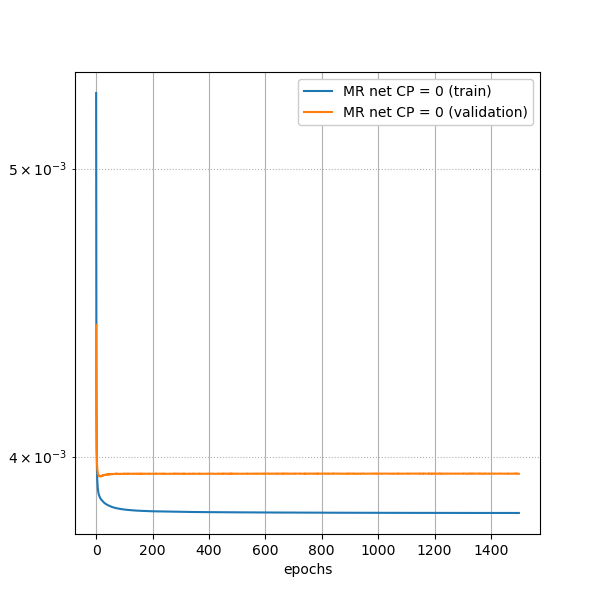 MR net CP = 0 (train)
MR net CP = 0 (validation)
5 × 10⁻³
4 × 10⁻³
0 200 400 600 800 1000 1200 1400
epochs